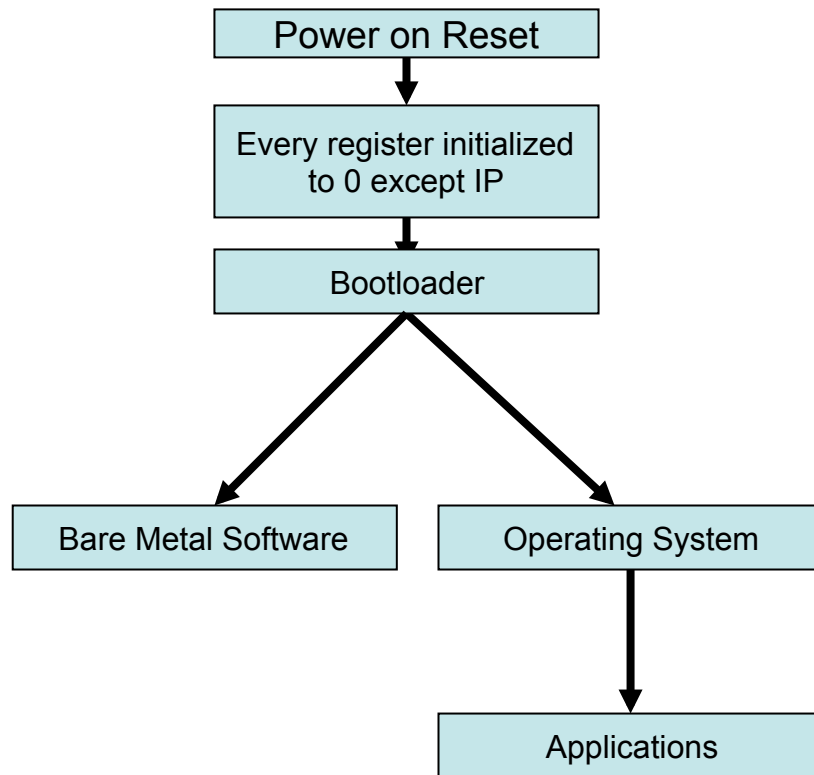 Power on Reset
Every register initialized
to 0 except IP
Bootloader
Bare Metal Software
Operating System
Applications